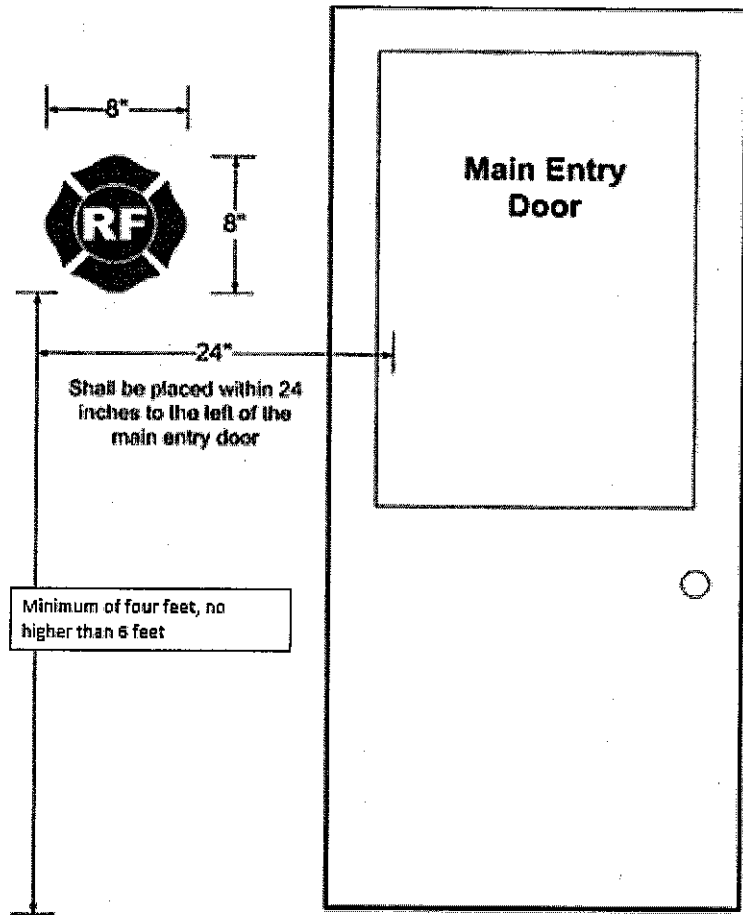 8"
RF
8"
Main Entry
Door
24"
Shall be placed within 24
inches to the left of the
main entry door
Minimum of four feet, no
higher than 6 feet